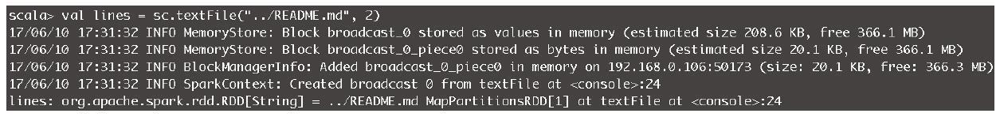 scala> val lines = sc.textFile("../README.md", 2)
17/06/10 17:31:32 INFO MemoryStore: Block broadcast_0 stored as values in memory (estimated size 208.6 KB, free 366.1 MB)
17/06/10 17:31:32 INFO MemoryStore: Block broadcast_0_piece0 stored as bytes in memory (estimated size 20.1 KB, free 366.1 MB)
17/06/10 17:31:32 INFO BlockManagerInfo: Added broadcast_0_piece0 in memory on 192.168.0.106:50173 (size: 20.1 KB, free: 366.3 MB)
17/06/10 17:31:32 INFO SparkContext: Created broadcast 0 from textFile at <console>:24
lines: org.apache.spark.rdd.RDD[String] = ../README.md MapPartitionsRDD[1] at textFile at <console>:24